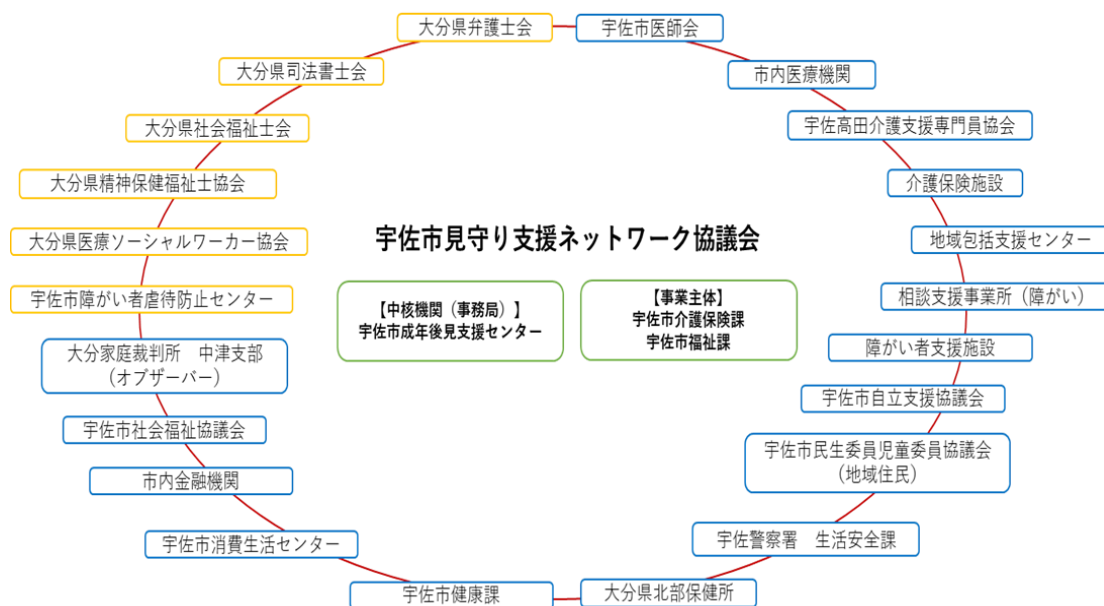 大分県弁護士会
宇佐市医師会
大分県司法書士会
市内医療機関
大分県社会福祉士会
宇佐高田介護支援専門員協会
大分県精神保健福祉士協会
介護保険施設
大分県医療ソーシャルワーカー協会
宇佐市見守り支援ネットワーク協議会
地域包括支援センター
宇佐市障がい者虐待防止センター
【中核機関（事務局）】
宇佐市成年後見支援センター
【事業主体】
宇佐市介護保険課
宇佐市福祉課
相談支援事業所（障がい）
大分家庭裁判所　中津支部
（オブザーバー）
障がい者支援施設
宇佐市自立支援協議会
宇佐市社会福祉協議会
宇佐市民生委員児童委員協議会
（地域住民）
市内金融機関
宇佐市消費生活センター
宇佐警察署　生活安全課
宇佐市健康課
大分県北部保健所